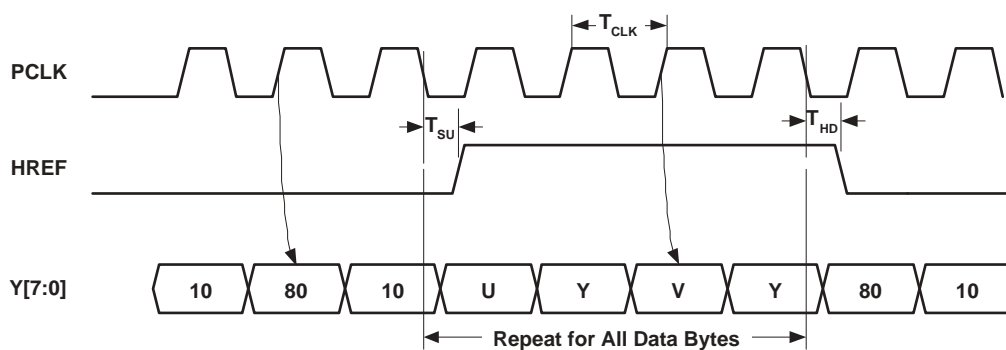 T_CLK
PCLK
T_SU
T_HD
HREF
Y[7:0]
10 80 10 U Y V Y 80 10
Repeat for All Data Bytes